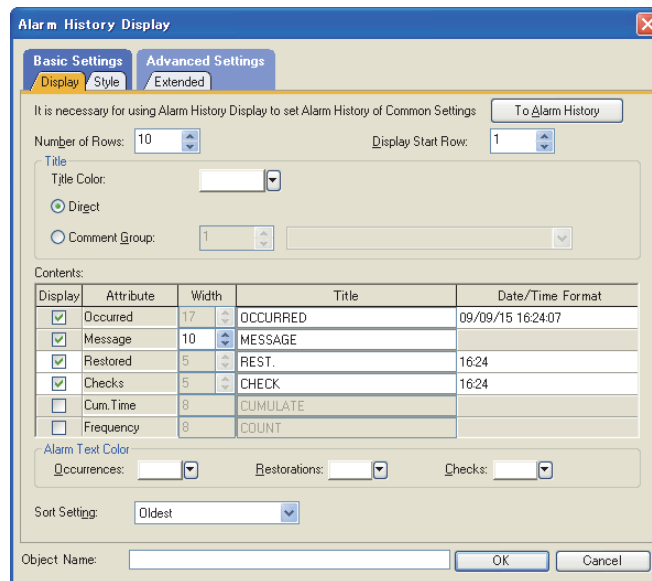 Alarm History Display
Basic Settings Advanced Settings
Display Style Extended
It is necessary for using Alarm History Display to set Alarm History of Common Settings To Alarm History
Number of Rows: 10 Display Start Row: 1
Title
Title Color:
Direct
Comment Group: 1
Contents:
Display Attribute Width Title Date/Time Format
Occurred 17 OCCURRED 09/09/15 16:24:07
Message 10 MESSAGE
Restored 5 REST. 16:24
Checks 5 CHECK 16:24
Cum.Time 8 CUMULATE
Frequency 8 COUNT
Alarm Text Color
Occurrences: Restorations: Checks:
Sort Setting: Oldest
Object Name: OK Cancel